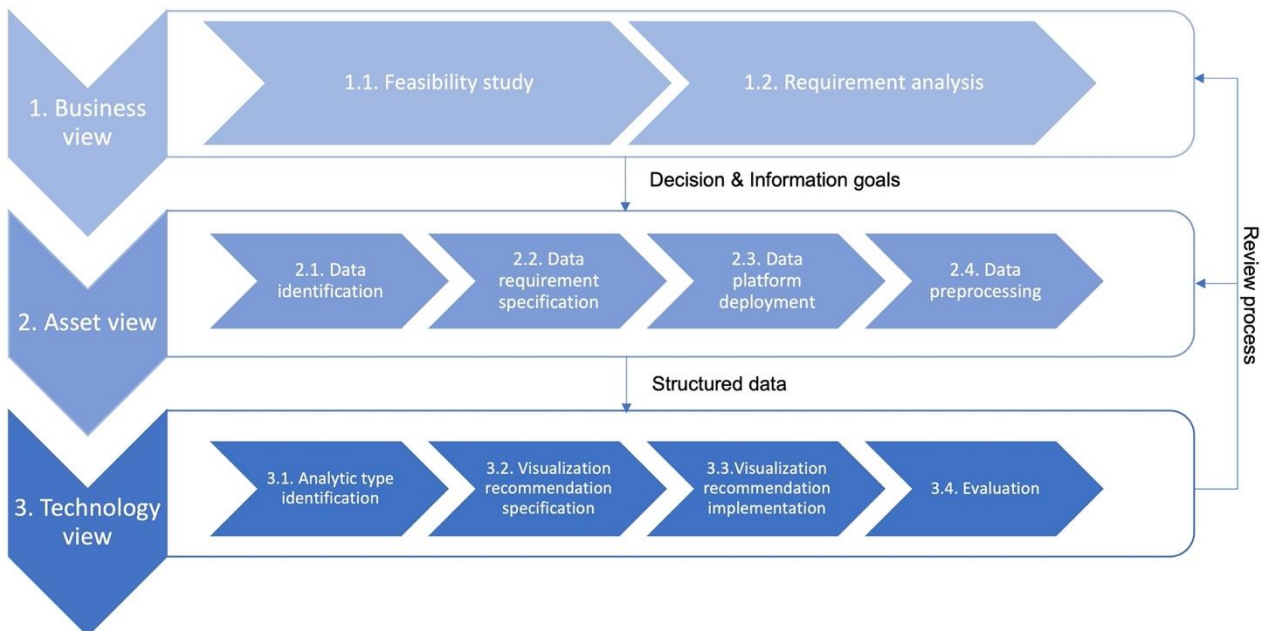 1. Business
view
1.1. Feasibility study
1.2. Requirement analysis
Decision & Information goals
2. Asset view
2.1. Data
identification
2.2. Data
requirement
specification
2.3. Data
platform
deployment
2.4. Data
preprocessing
Structured data
3. Technology
view
3.1. Analytic type
identification
3.2. Visualization
recommendation
specification
3.3.Visualization
recommendation
implementation
3.4. Evaluation
Review process